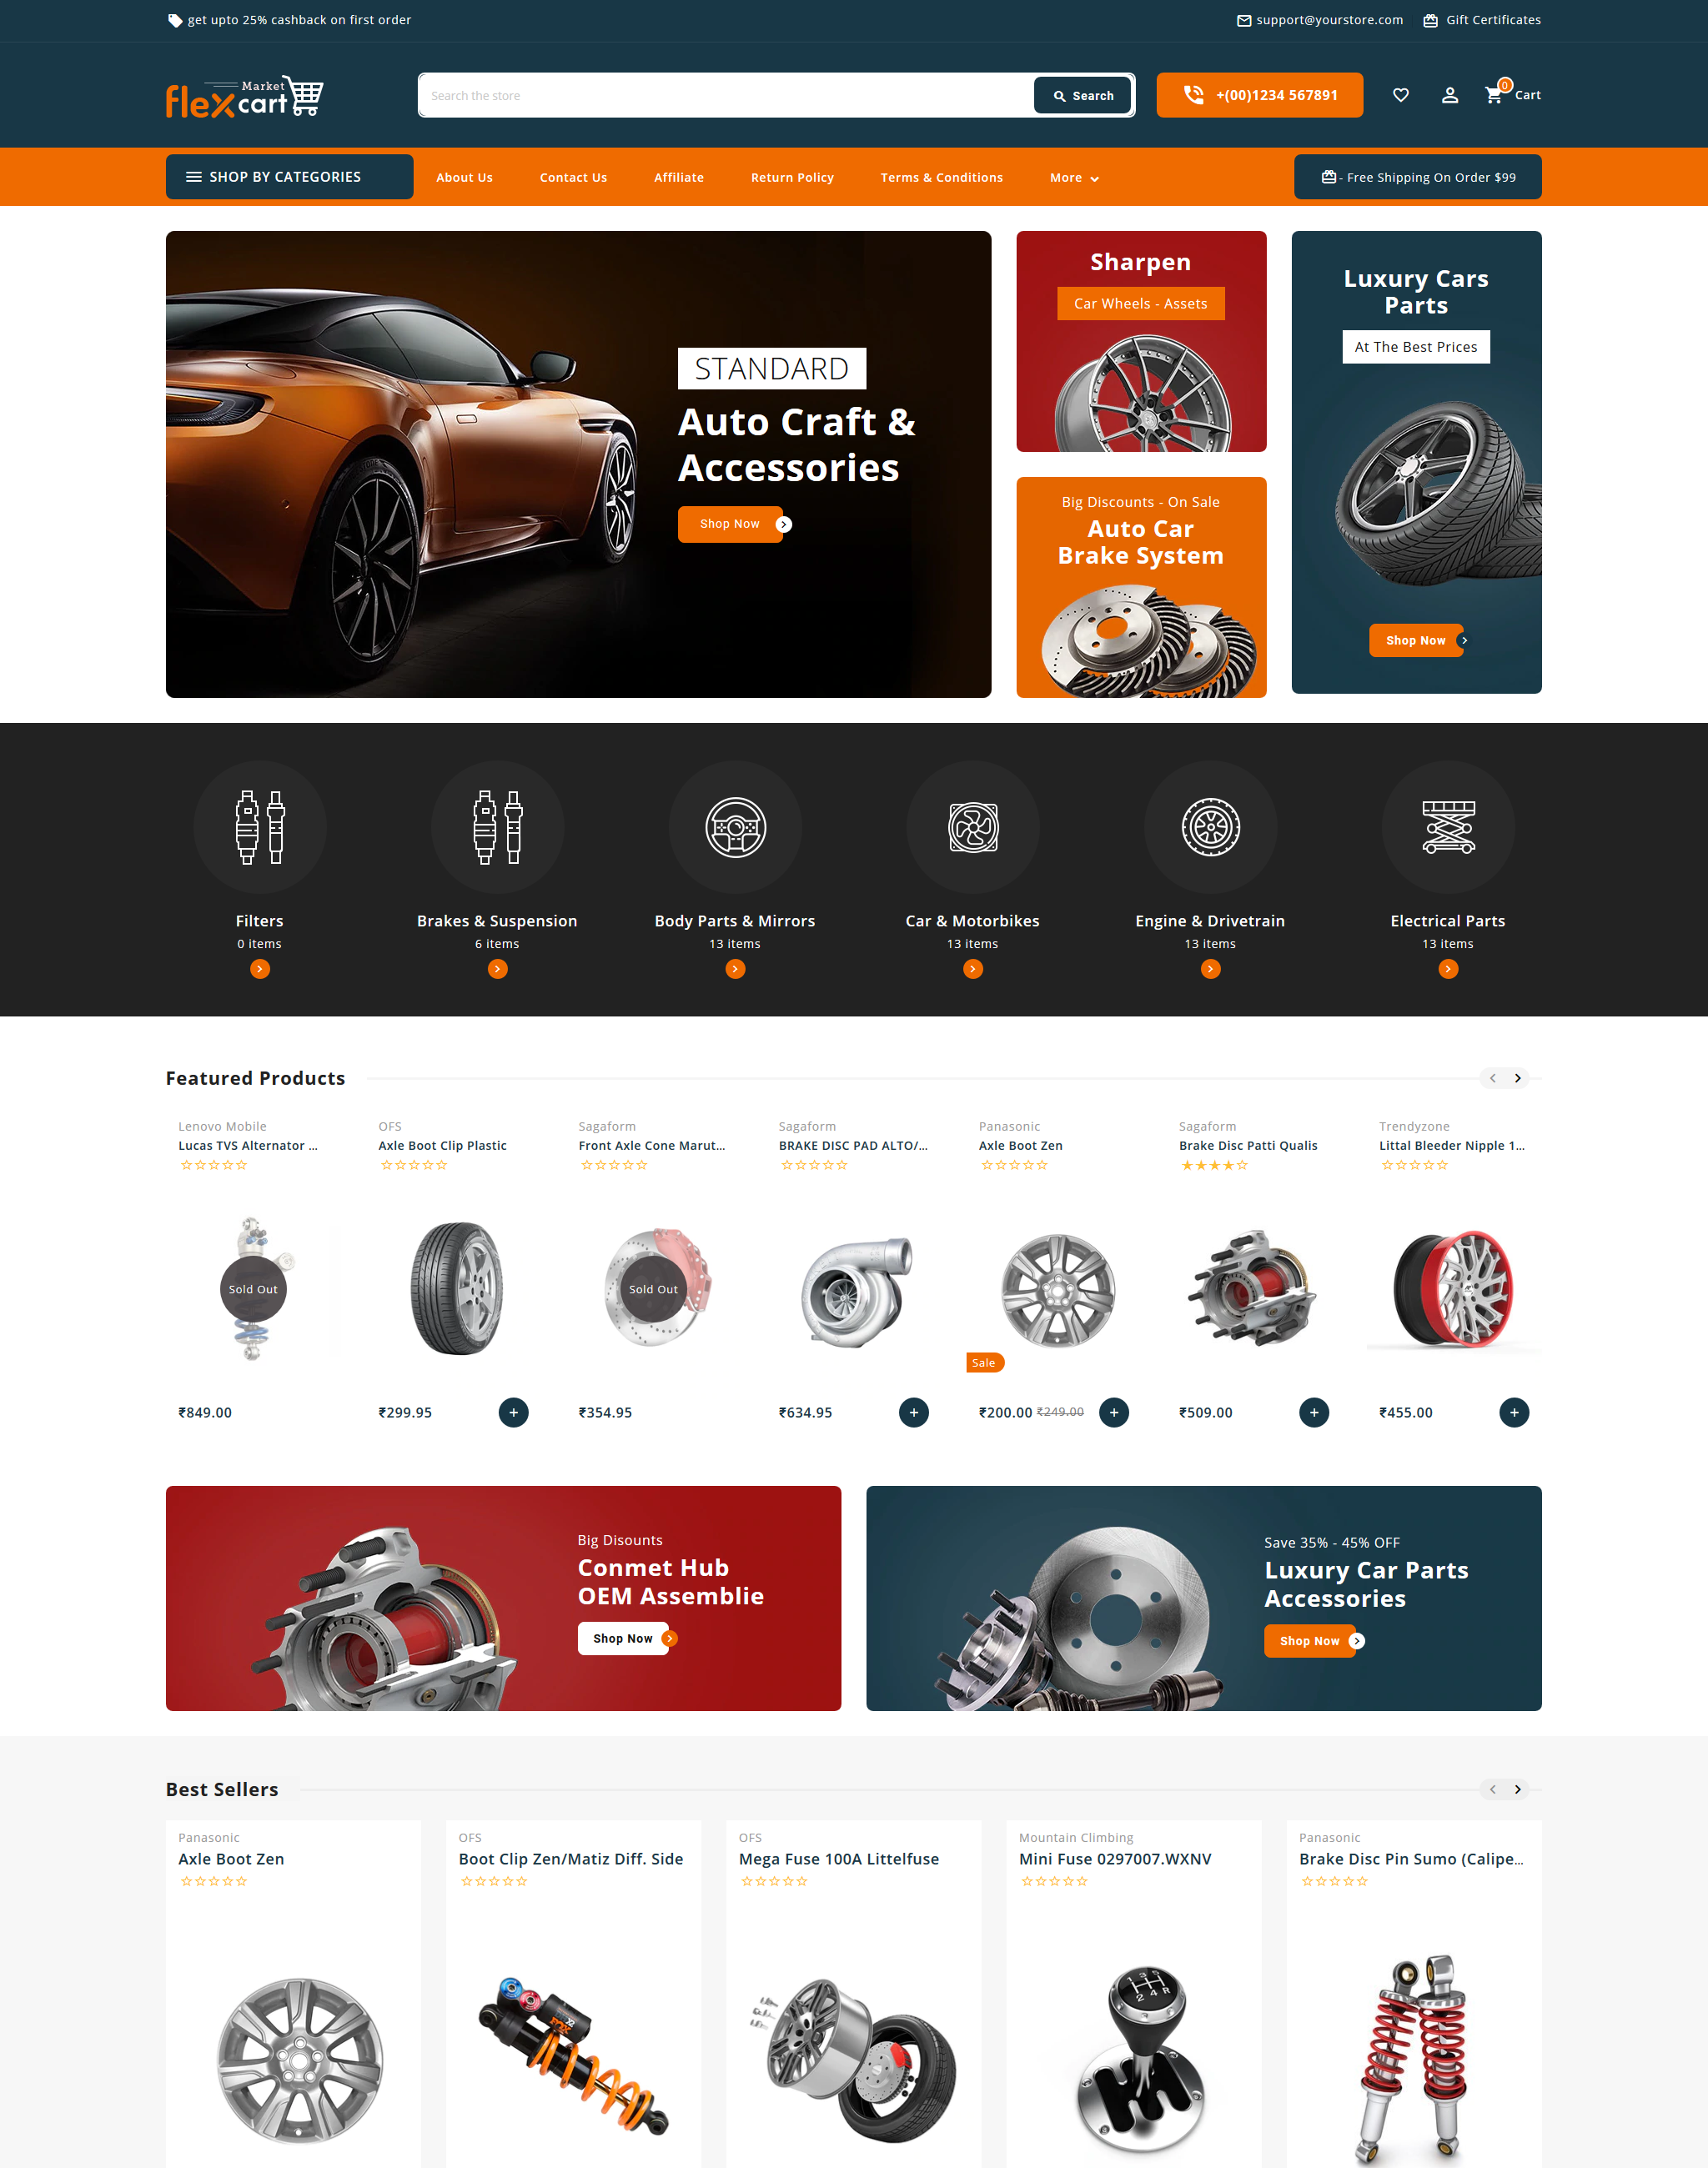 get upto 25% cashback on first order
support@yourstore.com
Gift Certificates
Market
flexcart
Search the store
Search
+(00)1234 567891
0
Cart
SHOP BY CATEGORIES
About Us
Contact Us
Affiliate
Return Policy
Terms & Conditions
More
- Free Shipping On Order $99
STANDARD
Auto Craft &
Accessories
Shop Now
Sharpen
Car Wheels - Assets
Big Discounts - On Sale
Auto Car
Brake System
Luxury Cars
Parts
At The Best Prices
Shop Now
Filters
0 items
Brakes & Suspension
6 items
Body Parts & Mirrors
13 items
Car & Motorbikes
13 items
Engine & Drivetrain
13 items
Electrical Parts
13 items
Featured Products
Lenovo Mobile
Lucas TVS Alternator ...
Sold Out
₹849.00
OFS
Axle Boot Clip Plastic
₹299.95
Sagaform
Front Axle Cone Marut...
Sold Out
₹354.95
Sagaform
BRAKE DISC PAD ALTO/...
₹634.95
Panasonic
Axle Boot Zen
Sale
₹200.00 ₹249.00
Sagaform
Brake Disc Patti Qualis
₹509.00
Trendyzone
Littal Bleeder Nipple 1...
₹455.00
Big Disounts
Conmet Hub
OEM Assemblie
Shop Now
Save 35% - 45% OFF
Luxury Car Parts
Accessories
Shop Now
Best Sellers
Panasonic
Axle Boot Zen
OFS
Boot Clip Zen/Matiz Diff. Side
FOX
OFS
Mega Fuse 100A Littelfuse
Mountain Climbing
Mini Fuse 0297007.WXNV
1 3 5
2 4 R
Panasonic
Brake Disc Pin Sumo (Calipe...